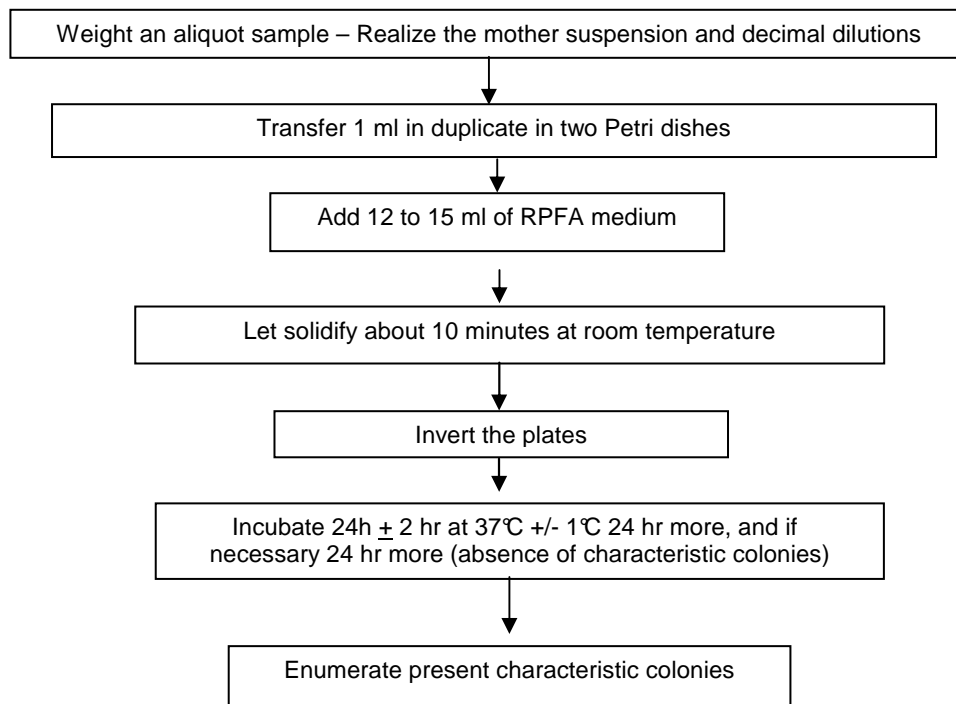 Weight an aliquot sample – Realize the mother suspension and decimal dilutions
Transfer 1 ml in duplicate in two Petri dishes
Add 12 to 15 ml of RPFA medium
Let solidify about 10 minutes at room temperature
Invert the plates
Incubate 24h + 2 hr at 37°C +/- 1°C 24 hr more, and if
necessary 24 hr more (absence of characteristic colonies)
Enumerate present characteristic colonies